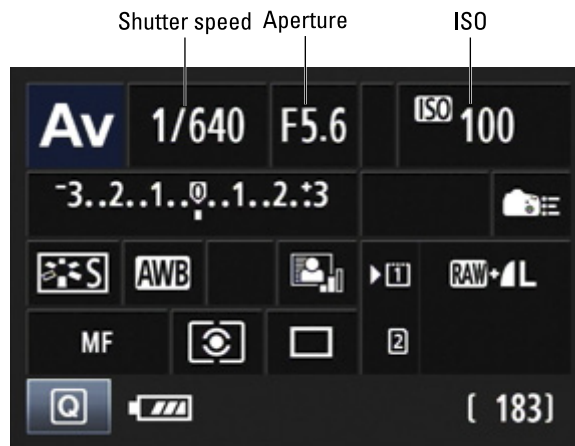 Shutter speed Aperture ISO
Av 1/640 F5.6 ISO 100
-3..2..1..0..1..2.+3
S AWB 1 RAW+L
MF 2
Q [ 183]